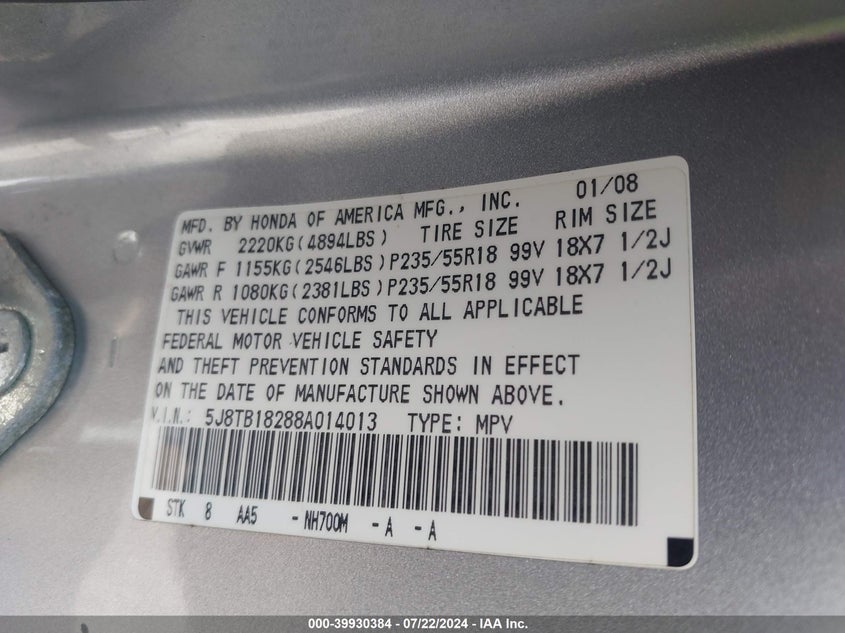 MFD. BY HONDA OF AMERICA MFG., INC. 01/08
GVWR 2220KG(4894LBS) TIRE SIZE RIM SIZE
GAWR F 1155KG(2546LBS)P235/55R18 99V 18X7 1/2J
GAWR R 1080KG(2381LBS)P235/55R18 99V 18X7 1/2J
THIS VEHICLE CONFORMS TO ALL APPLICABLE
FEDERAL MOTOR VEHICLE SAFETY
AND THEFT PREVENTION STANDARDS IN EFFECT
ON THE DATE OF MANUFACTURE SHOWN ABOVE.
V.I.N.: 5J8TB18288A014013 TYPE: MPV
STK 8 AA5 -NH700M -A -A
000-39930384 - 07/22/2024 - IAA Inc.